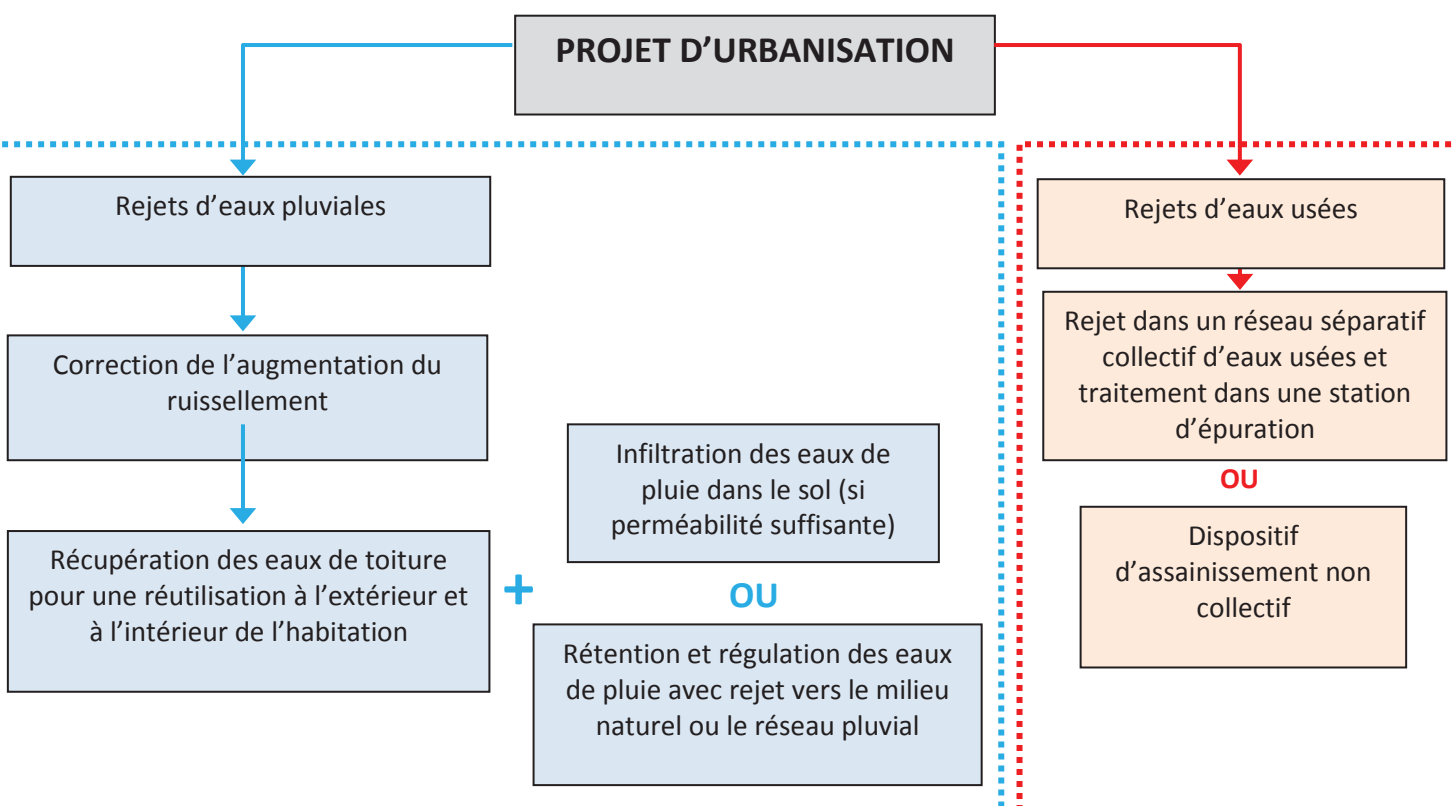 PROJET D’URBANISATION
Rejets d’eaux pluviales
Correction de l’augmentation du
ruissellement
Récupération des eaux de toiture
pour une réutilisation à l’extérieur et
à l’intérieur de l’habitation
+
Infiltration des eaux de
pluie dans le sol (si
perméabilité suffisante)
OU
Rétention et régulation des eaux
de pluie avec rejet vers le milieu
naturel ou le réseau pluvial
Rejets d’eaux usées
Rejet dans un réseau séparatif
collectif d’eaux usées et
traitement dans une station
d’épuration
OU
Dispositif
d’assainissement non
collectif